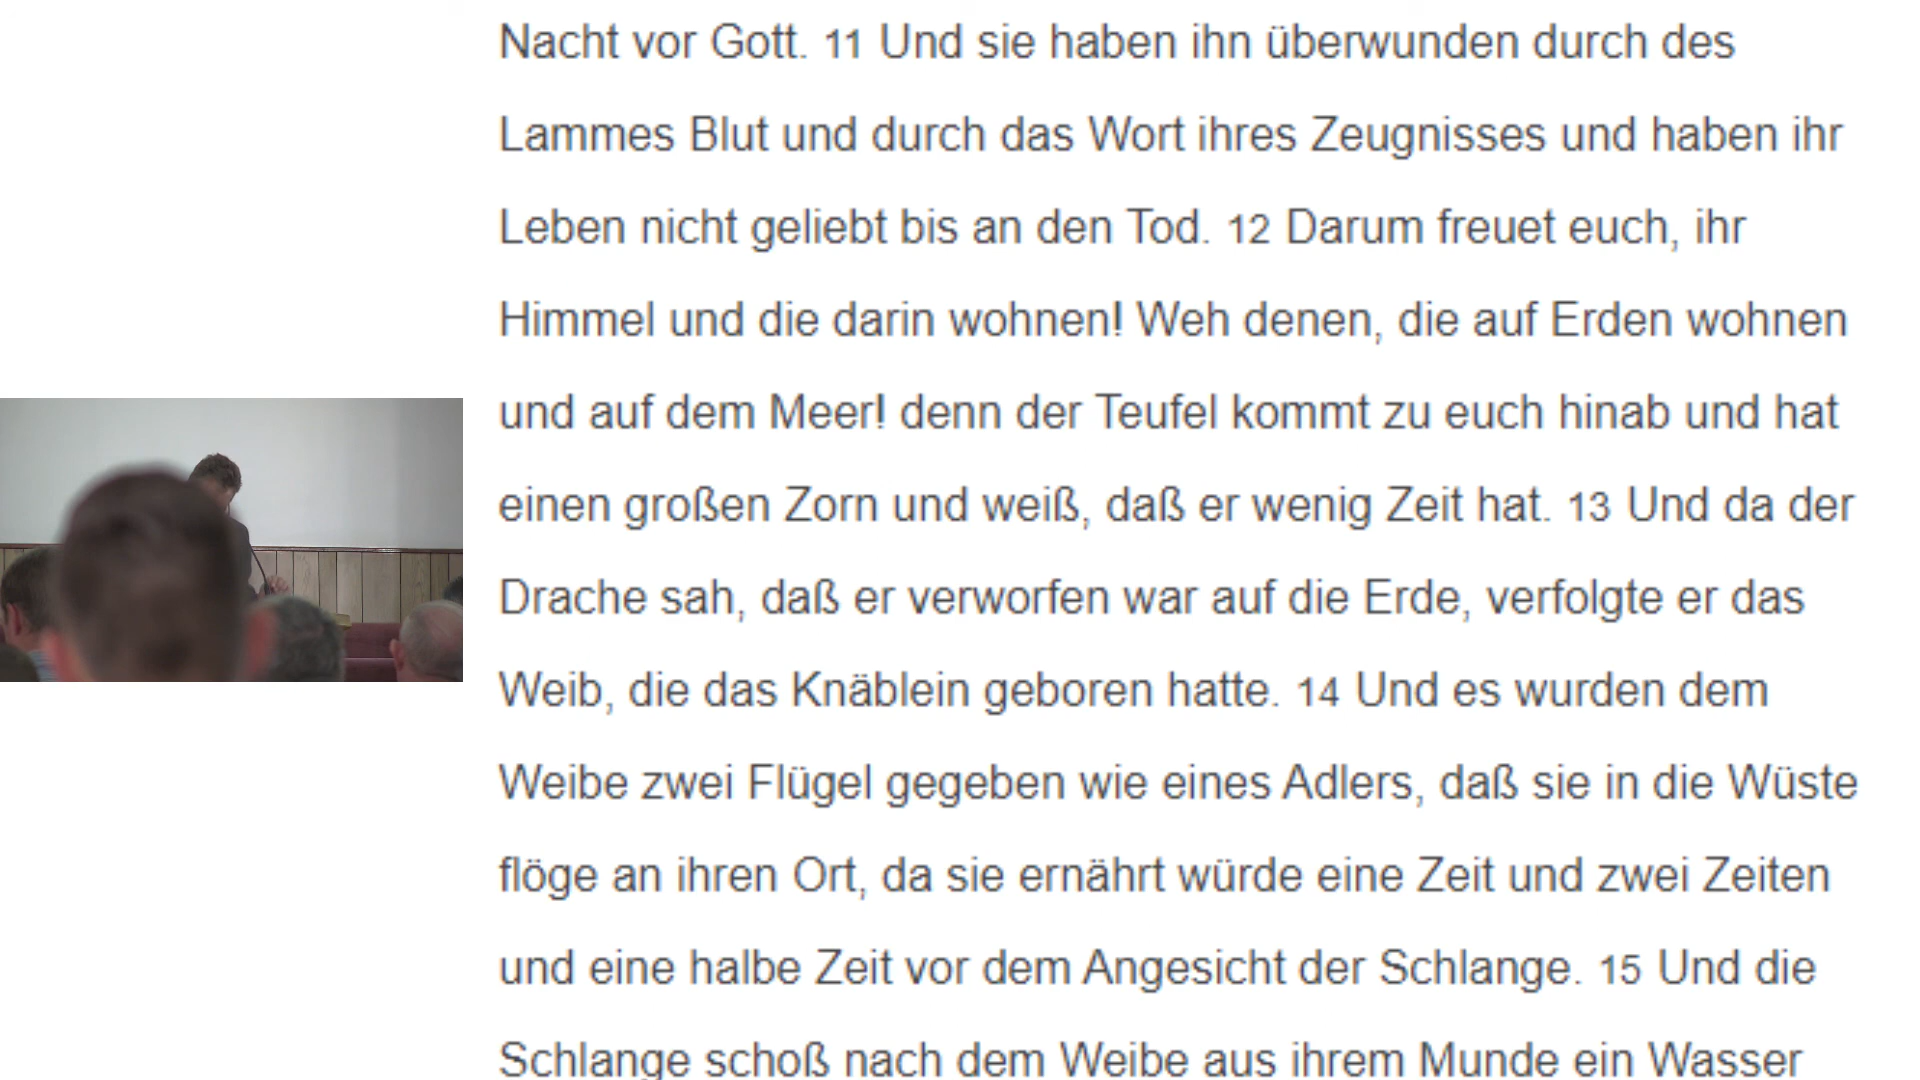 Nacht vor Gott. 11 Und sie haben ihn überwunden durch des
Lammes Blut und durch das Wort ihres Zeugnisses und haben ihr
Leben nicht geliebt bis an den Tod. 12 Darum freuet euch, ihr
Himmel und die darin wohnen! Weh denen, die auf Erden wohnen
und auf dem Meer! denn der Teufel kommt zu euch hinab und hat
einen großen Zorn und weiß, daß er wenig Zeit hat. 13 Und da der
Drache sah, daß er verworfen war auf die Erde, verfolgte er das
Weib, die das Knäblein geboren hatte. 14 Und es wurden dem
Weibe zwei Flügel gegeben wie eines Adlers, daß sie in die Wüste
flöge an ihren Ort, da sie ernährt würde eine Zeit und zwei Zeiten
und eine halbe Zeit vor dem Angesicht der Schlange. 15 Und die
Schlange schoß nach dem Weibe aus ihrem Munde ein Wasser